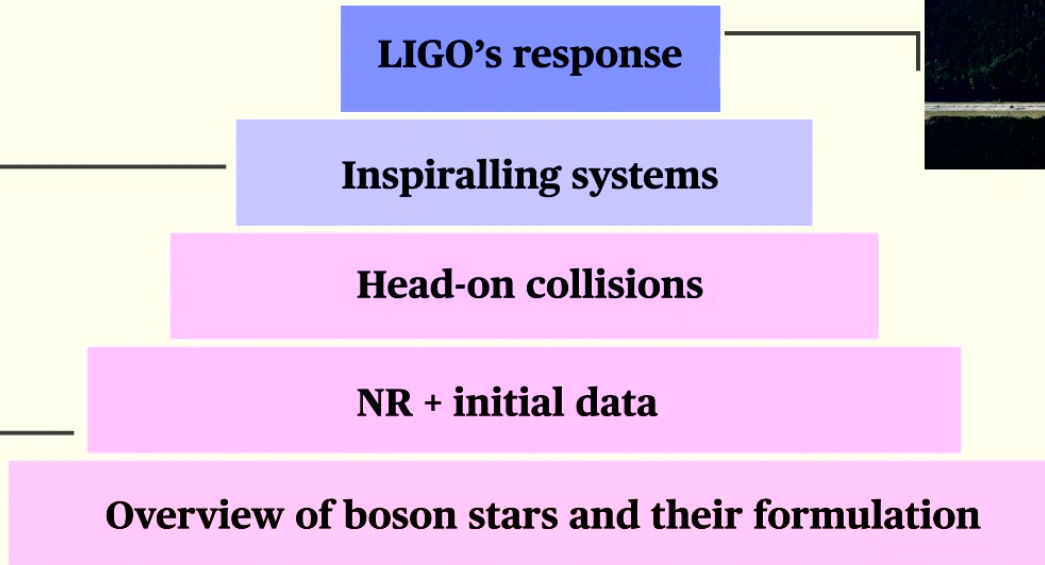 LIGO’s response
Inspiralling systems
Head-on collisions
NR + initial data
Overview of boson stars and their formulation